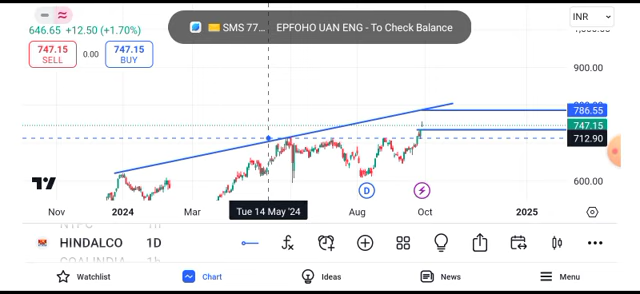 646.65 +12.50 (+1.70%)
SMS 77... EPFOHO UAN ENG - To Check Balance
INR
747.15
SELL
0.00
747.15
BUY
900.00
786.55
747.15
712.90
600.00
D
Nov 2024 Mar Tue 14 May '24 Aug Oct 2025
HINDALCO 1D
Watchlist Chart Ideas News Menu